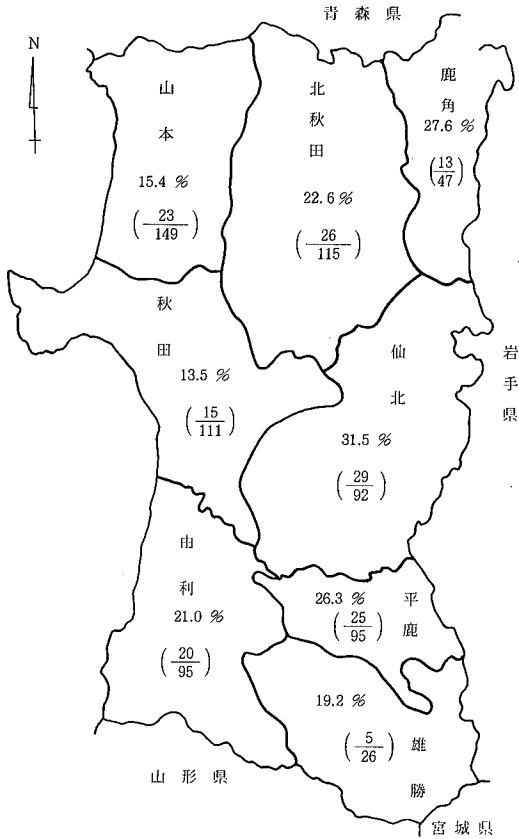 青森県
N
山本
15.4 %
(23/149)
北秋田
22.6%
(26/115)
鹿角
27.6 %
(13/47)
秋田
13.5 %
(15/111)
仙北
31.5 %
(29/92)
岩手県
由利
21.0 %
(20/95)
26.3 %
平鹿
(25/95)
19.2 %
(5/26)
雄勝
山形県
宮城県